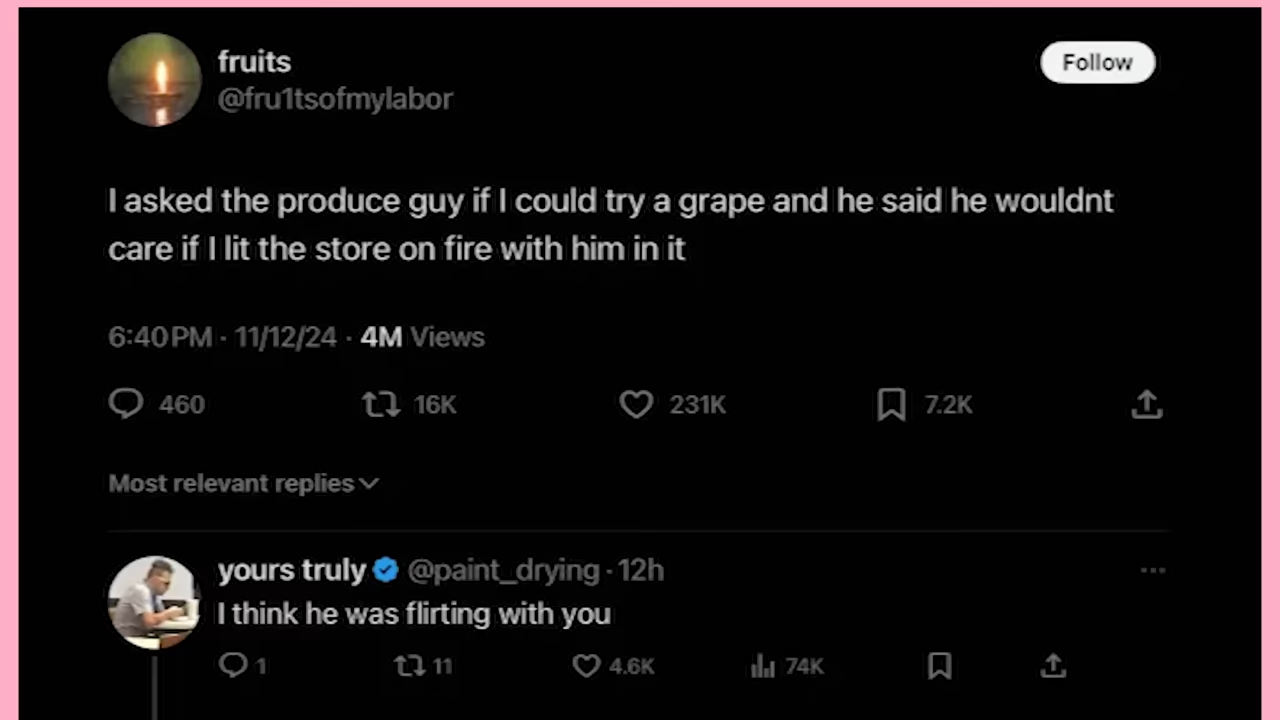 fruits
Follow
@fru1tsofmylabor
I asked the produce guy if I could try a grape and he said he wouldnt
care if I lit the store on fire with him in it
6:40 PM · 11/12/24 · 4M Views
460 16K 231K 7.2K
Most relevant replies
yours truly @paint_drying · 12h
I think he was flirting with you
1 11 4.6K 74K